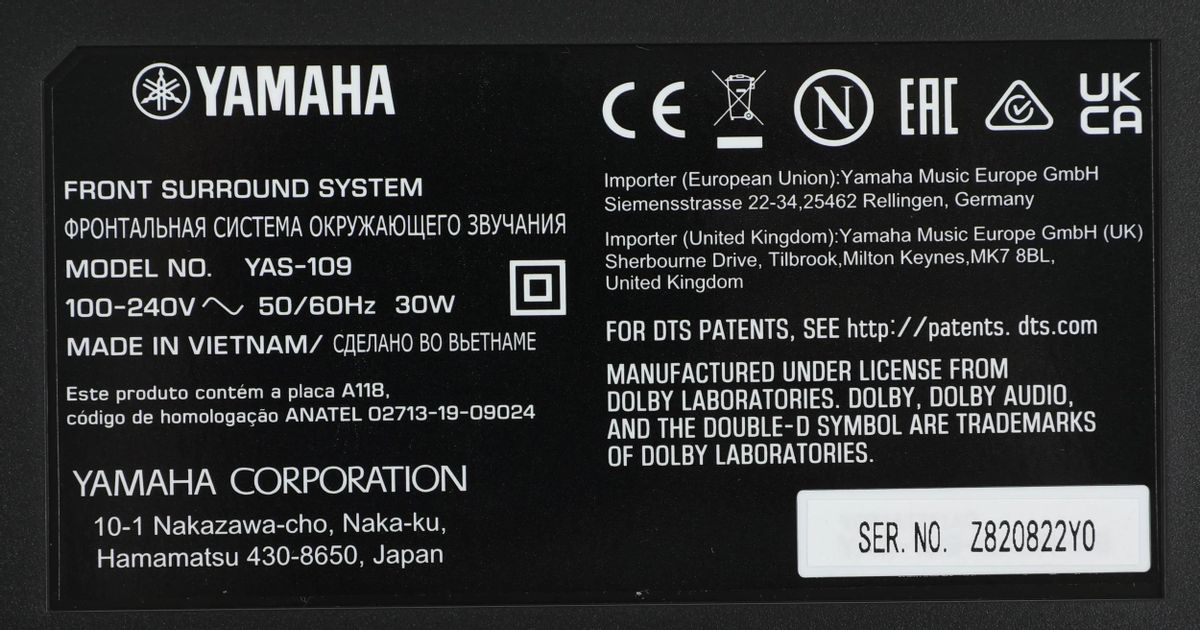 YAMAHA
FRONT SURROUND SYSTEM
ФРОНТАЛЬНАЯ СИСТЕМА ОКРУЖАЮЩЕГО ЗВУЧАНИЯ
MODEL NO. YAS-109
100-240V ~ 50/60Hz 30W
MADE IN VIETNAM/ СДЕЛАНО ВО ВЬЕТНАМЕ
Este produto contém a placa A118,
código de homologação ANATEL 02713-19-09024
YAMAHA CORPORATION
10-1 Nakazawa-cho, Naka-ku,
Hamamatsu 430-8650, Japan
CE N EAC UK
CA
Importer (European Union):Yamaha Music Europe GmbH
Siemensstrasse 22-34,25462 Rellingen, Germany
Importer (United Kingdom):Yamaha Music Europe GmbH (UK)
Sherbourne Drive, Tilbrook,Milton Keynes,MK7 8BL,
United Kingdom
FOR DTS PATENTS, SEE http://patents. dts.com
MANUFACTURED UNDER LICENSE FROM
DOLBY LABORATORIES. DOLBY, DOLBY AUDIO,
AND THE DOUBLE-D SYMBOL ARE TRADEMARKS
OF DOLBY LABORATORIES.
SER. NO. Z820822Y0